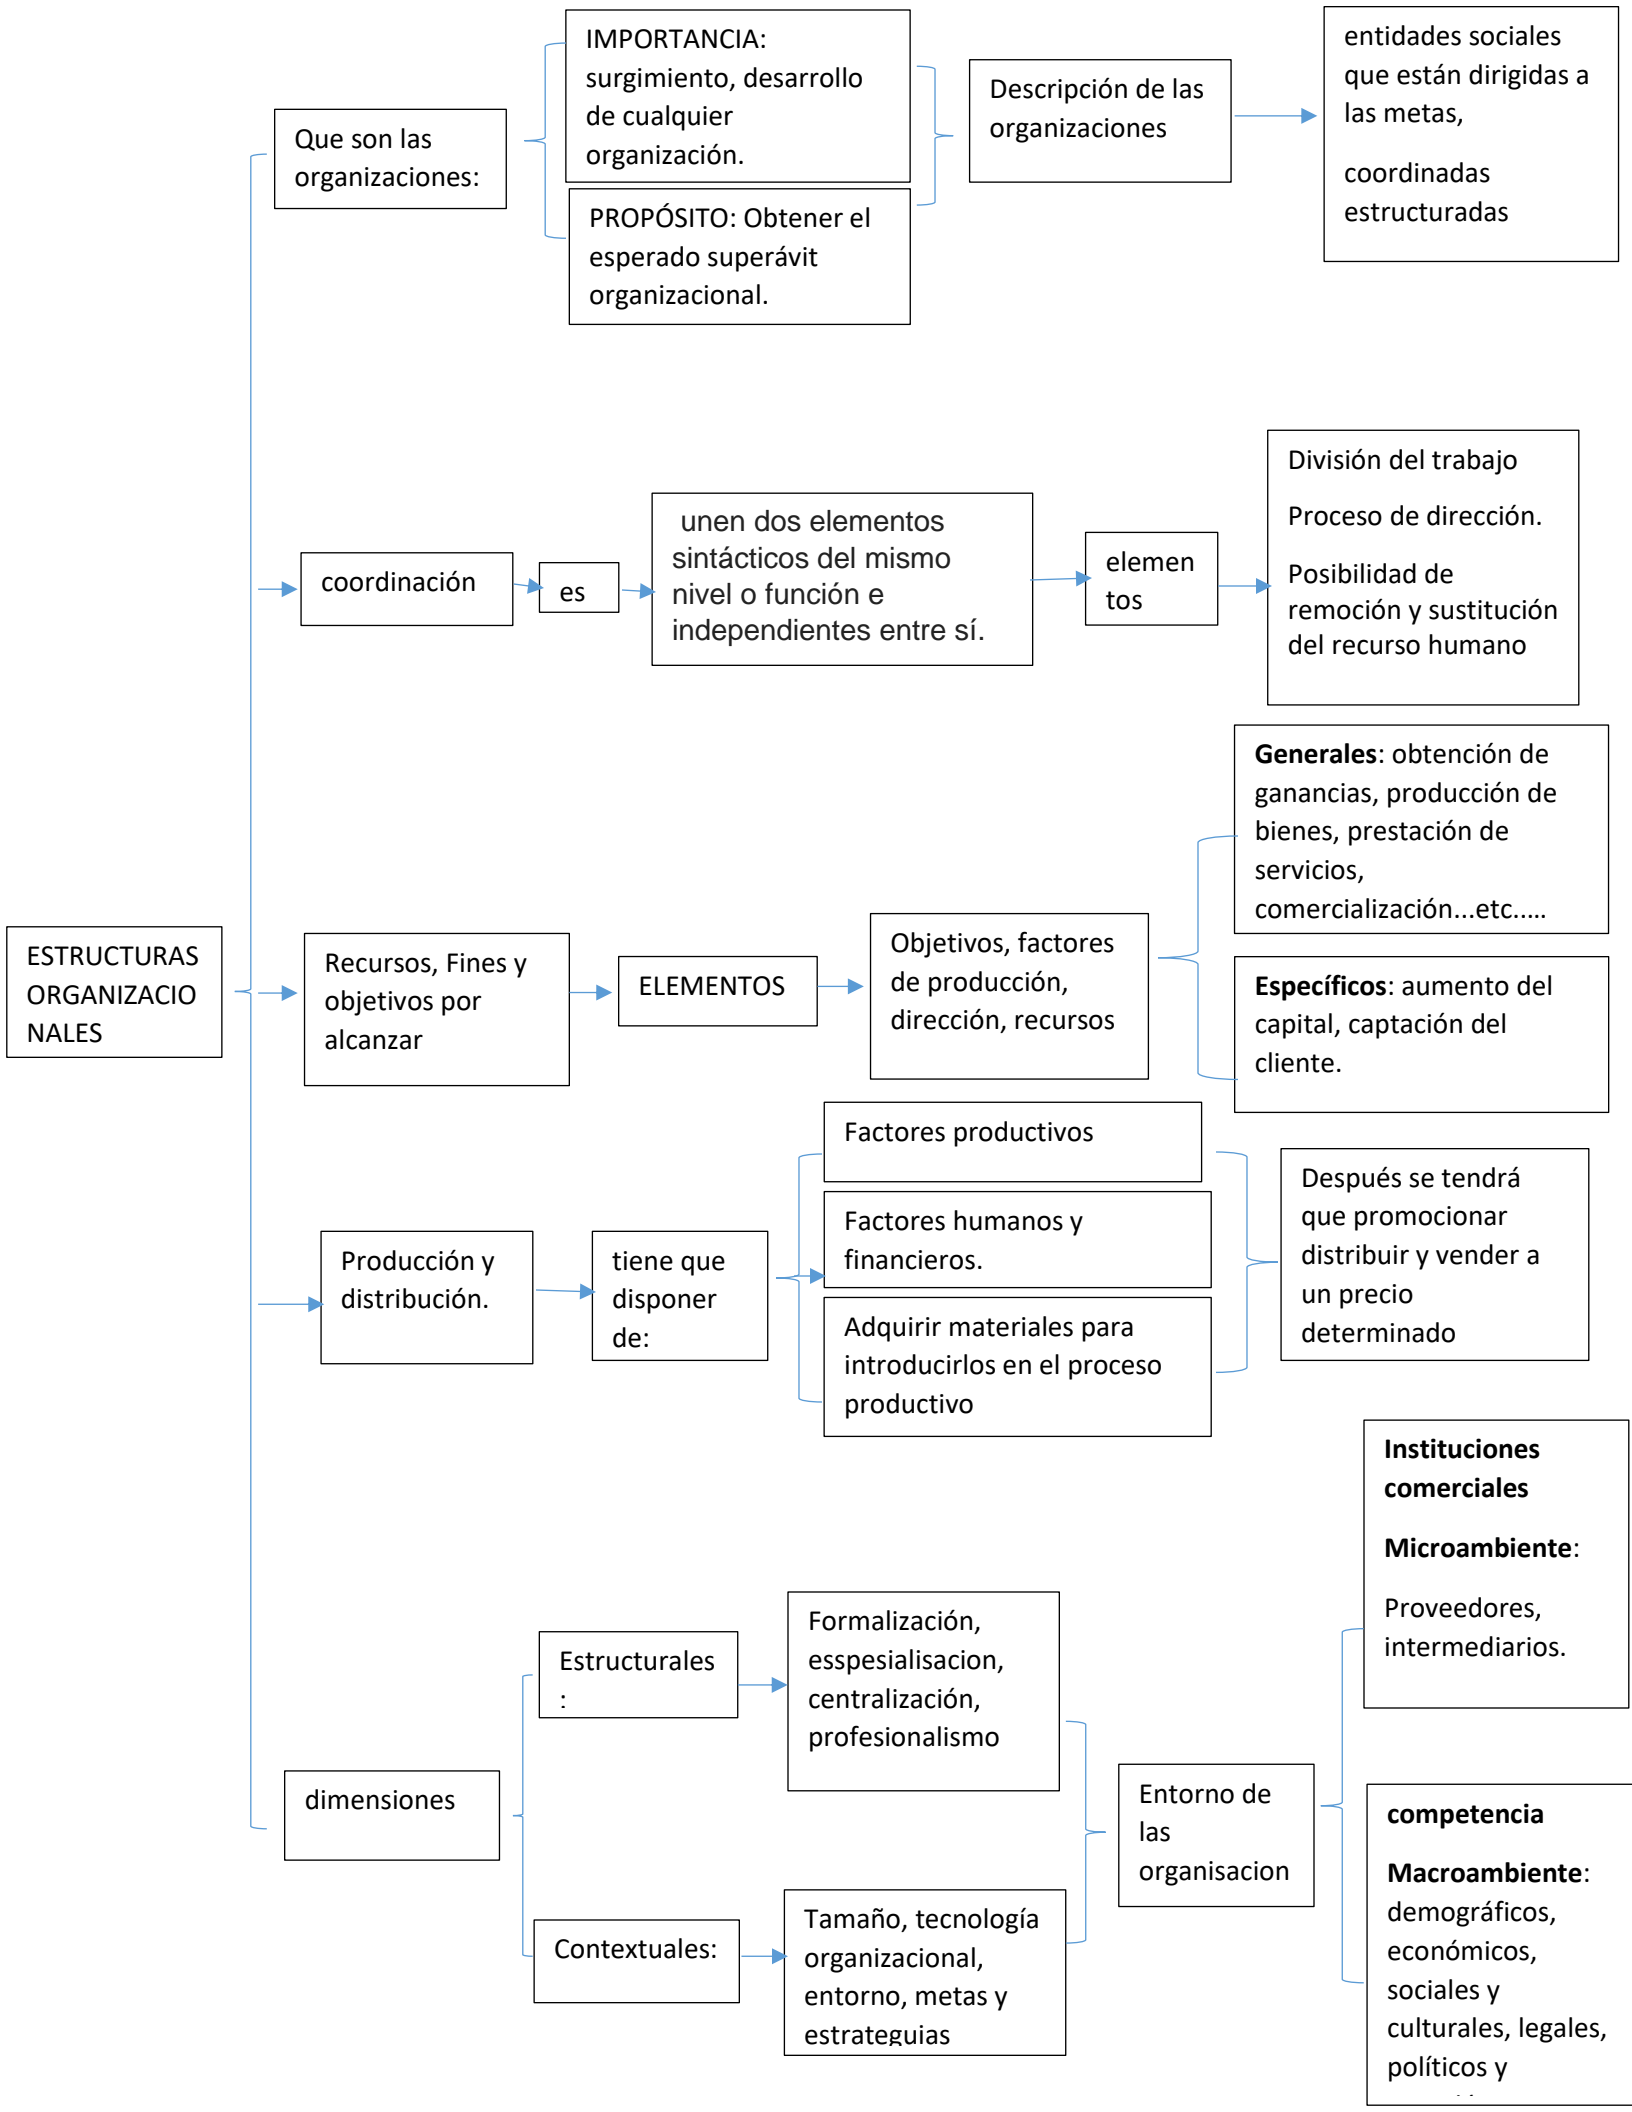 IMPORTANCIA:
surgimiento, desarrollo
de cualquier
organización.
entidades sociales
que están dirigidas a
las metas,
coordinadas
estructuradas
Descripción de las
organizaciones
Que son las
organizaciones:
PROPÓSITO: Obtener el
esperado superávit
organizacional.
División del trabajo
Proceso de dirección.
Posibilidad de
remoción y sustitución
del recurso humano
unen dos elementos
sintácticos del mismo
nivel o función e
independientes entre sí.
elemen
tos
coordinación
es
Generales: obtención de
ganancias, producción de
bienes, prestación de
servicios,
comercialización...etc.....
ESTRUCTURAS
ORGANIZACIO
NALES
Recursos, Fines y
objetivos por
alcanzar
ELEMENTOS
Objetivos, factores
de producción,
dirección, recursos
Específicos: aumento del
capital, captación del
cliente.
Factores productivos
Factores humanos y
financieros.
Adquirir materiales para
introducirlos en el proceso
productivo
Después se tendrá
que promocionar
distribuir y vender a
un precio
determinado
Producción y
distribución.
tiene que
disponer
de:
Instituciones
comerciales
Microambiente:
Proveedores,
intermediarios.
Estructurales
:
Formalización,
esspesialisacion,
centralización,
profesionalismo
dimensiones
Entorno de
las
organisacion
competencia
Macroambiente:
demográficos,
económicos,
sociales y
culturales, legales,
políticos y
Contextuales:
Tamaño, tecnología
organizacional,
entorno, metas y
estrateguias